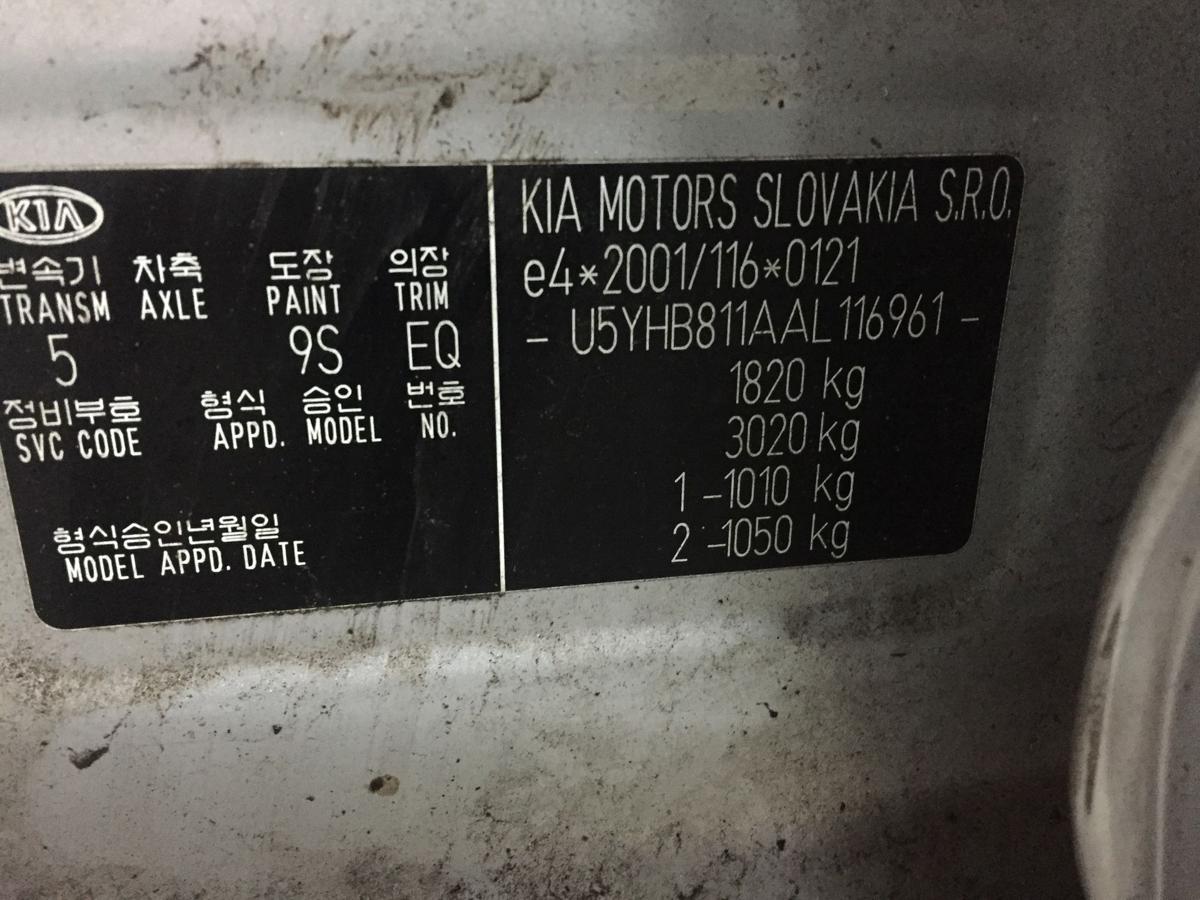 KIA
변속기 차축 도장 의장
TRANSM AXLE PAINT TRIM
5 9S EQ
정비부호 형식 승인 번호
SVC CODE APPD. MODEL NO.
형식승인년월일
MODEL APPD. DATE
KIA MOTORS SLOVAKIA S.R.O.
e4*2001/116*0121
- U5YHB811AAL116961 -
1820 kg
3020 kg
1 -1010 kg
2 -1050 kg